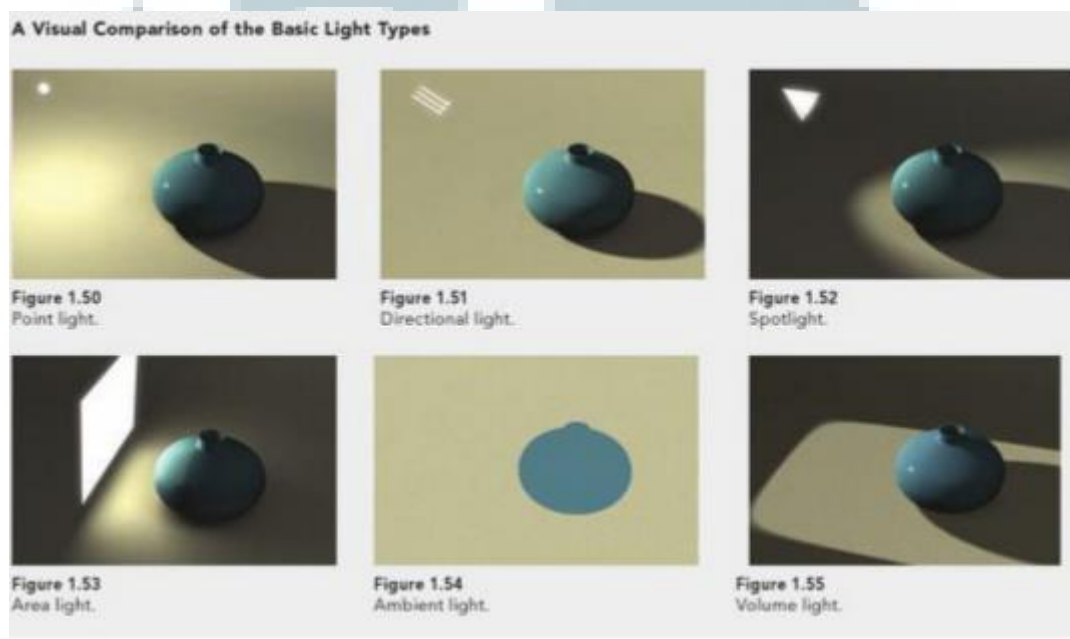 A Visual Comparison of the Basic Light Types
Figure 1.50
Point light.
Figure 1.51
Directional light.
Figure 1.52
Spotlight.
Figure 1.53
Area light.
Figure 1.54
Ambient light.
Figure 1.55
Volume light.